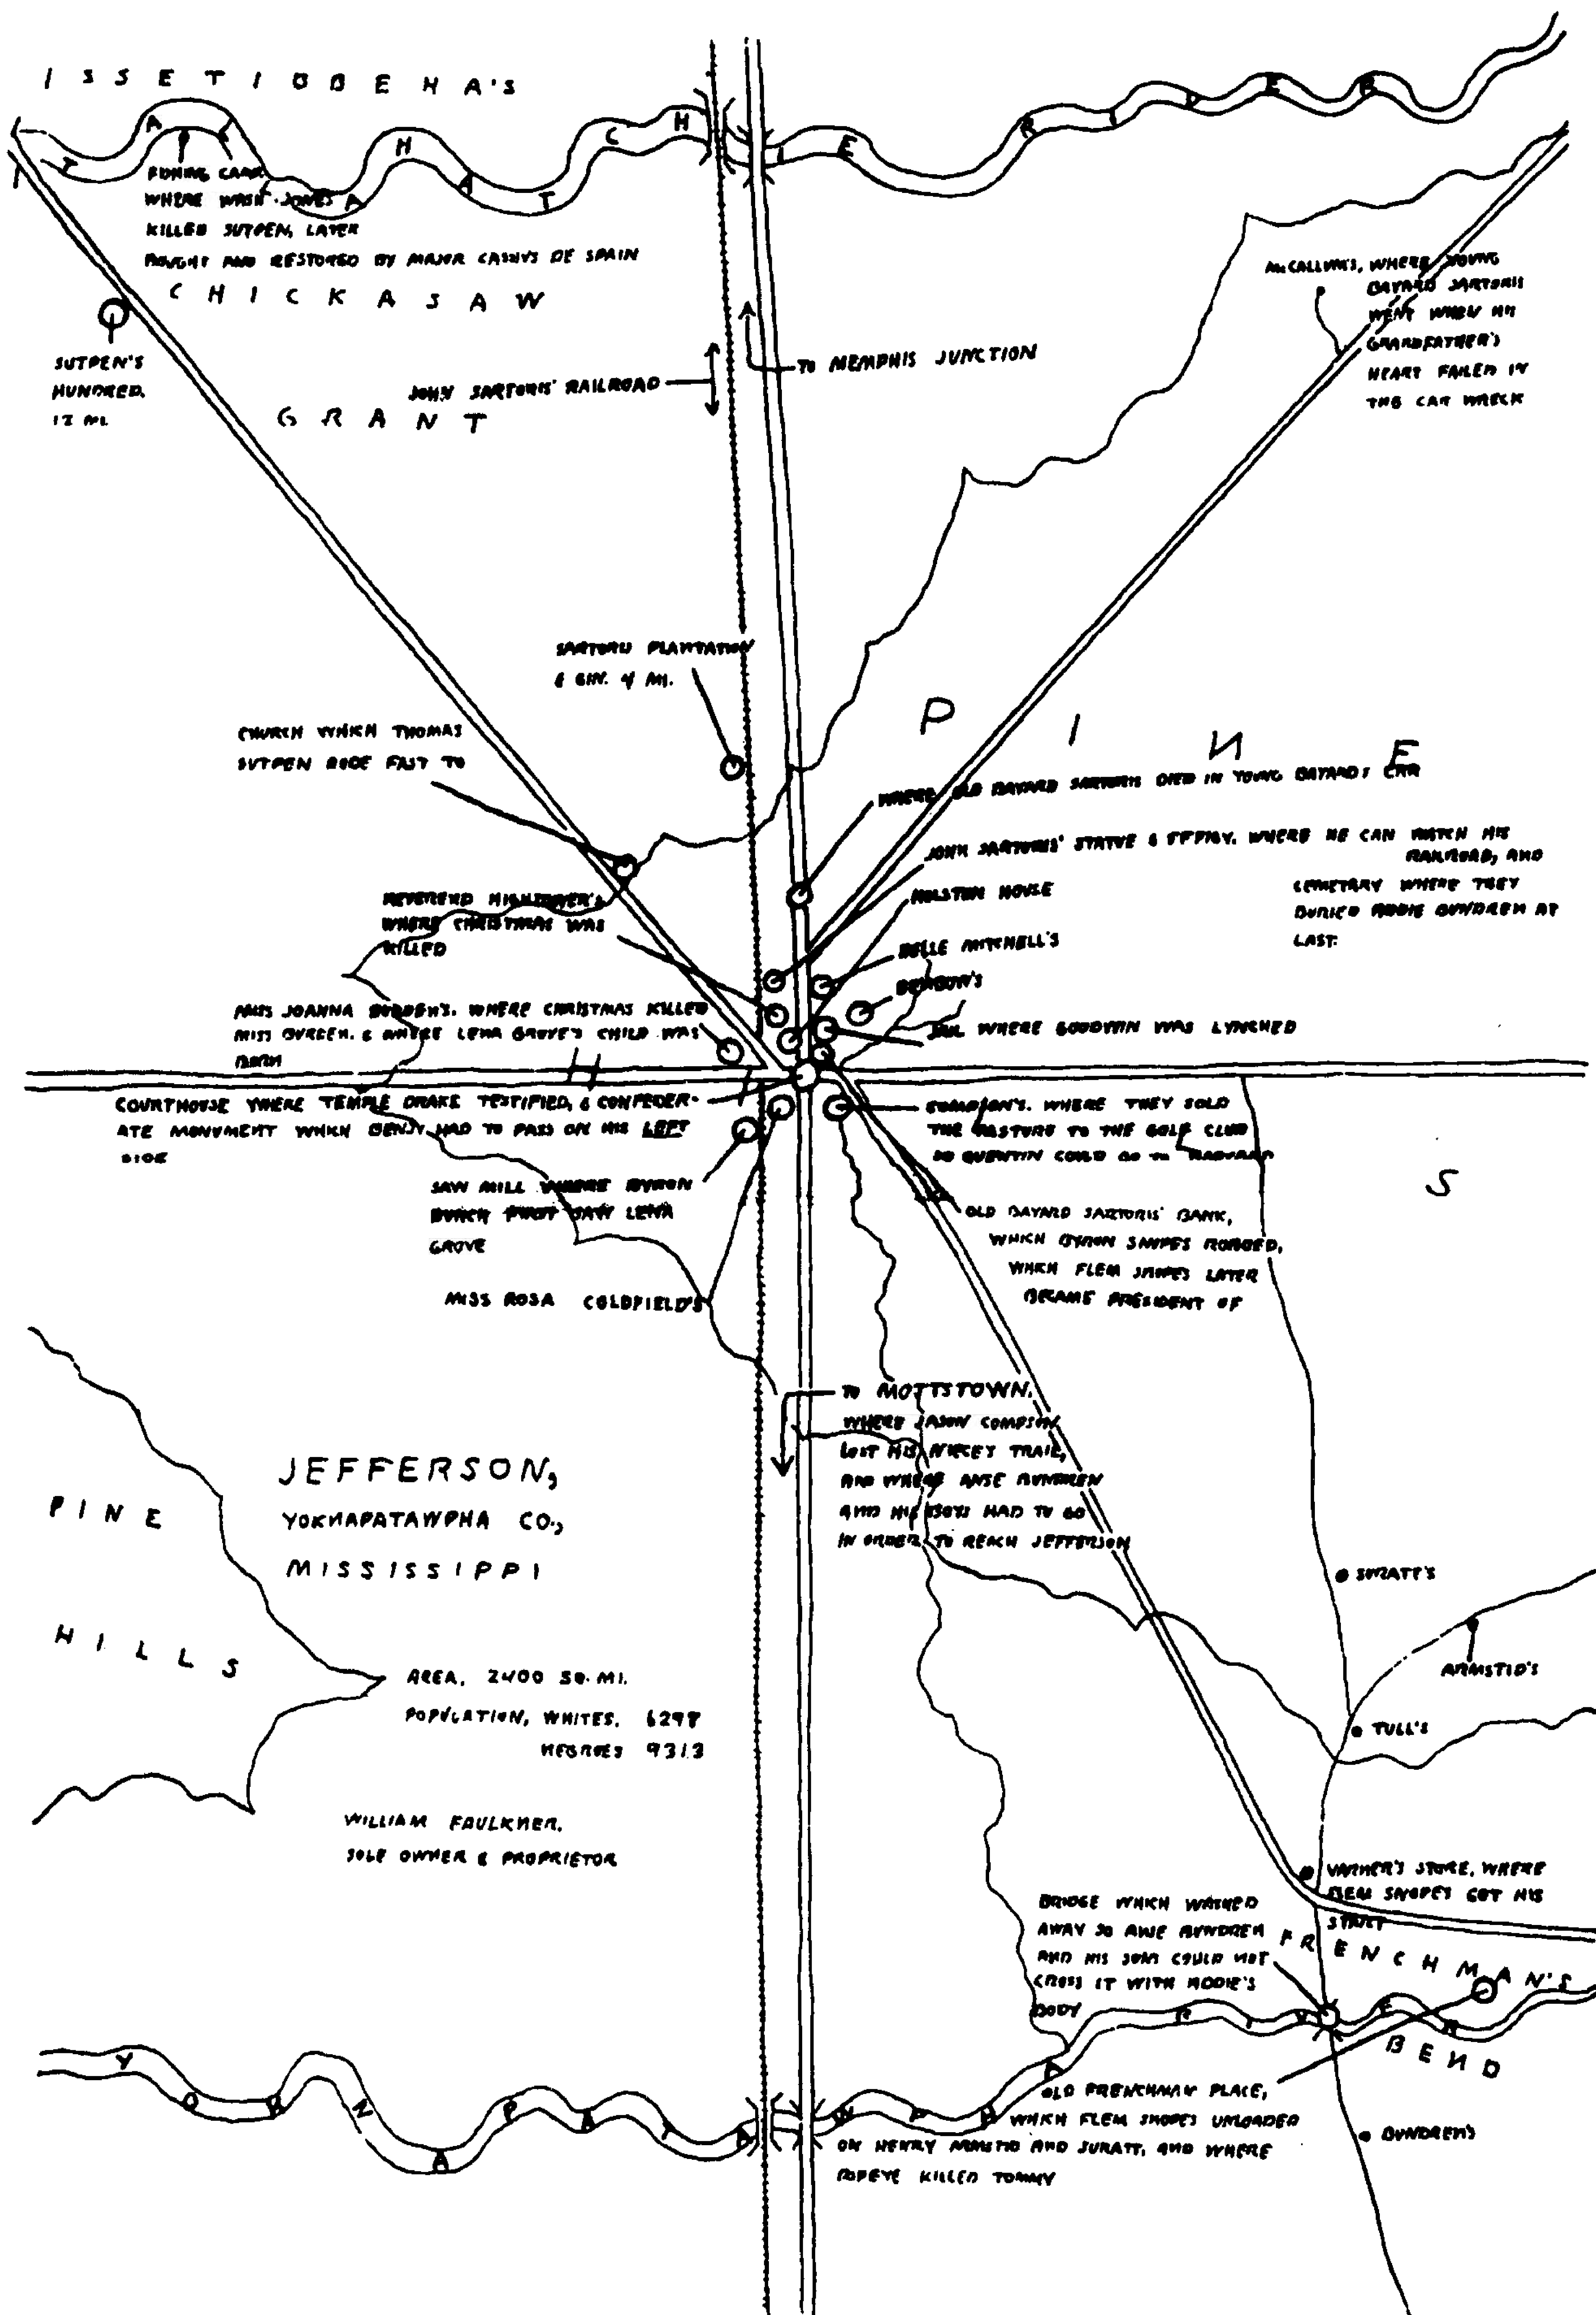 ISSETIBBEHA'S
TALLAHATCHIE RIVER
FISHING CAMP
WHERE WASH JONES
KILLED SUTPEN, LATER
BOUGHT AND RESTORED BY MAJOR CASSIUS DE SPAIN
CHICKASAW
GRANT
SUTPEN'S
HUNDRED,
12 MI.
JOHN SARTORIS' RAILROAD
TO MEMPHIS JUNCTION
McCALLUM'S, WHERE YOUNG
BAYARD SARTORIS
WENT WHEN HIS
GRANDFATHER'S
HEART FAILED IN
THE CAR WRECK
SARTORIS PLANTATION
& GIN. 4 MI.
CHURCH WHICH THOMAS
SUTPEN RODE FAST TO
PINE
WHERE OLD BAYARD SARTORIS DIED IN YOUNG BAYARD'S CAR
JOHN SARTORIS' STATUE & EFFIGY, WHERE HE CAN WATCH HIS
RAILROAD, AND
CEMETARY WHERE THEY
BURIED ADDIE BUNDREN AT
LAST.
HOLSTON HOUSE
REVEREND HIGHTOWER'S
WHERE CHRISTMAS WAS
KILLED
BELLE MITCHELL'S
BENBOW'S
MISS JOANNA BURDEN'S, WHERE CHRISTMAS KILLED
MISS BURDEN, & WHERE LENA GROVE'S CHILD WAS
BORN
JAIL WHERE GOODWIN WAS LYNCHED
H I L L
S
COURTHOUSE WHERE TEMPLE DRAKE TESTIFIED, & CONFEDER-
ATE MONUMENT WHICH BENJY HAD TO PASS ON HIS LEFT
SIDE
COMPSON'S, WHERE THEY SOLD
THE PASTURE TO THE GOLF CLUB
SO QUENTIN COULD GO TO HARVARD
SAW MILL WHERE BYRON
BUNCH FIRST SAW LENA
GROVE
OLD BAYARD SARTORIS' BANK,
WHICH BYRON SNOPES ROBBED,
WHICH FLEM SNOPES LATER
BECAME PRESIDENT OF
MISS ROSA COLDFIELD'S
TO MOTTSTOWN,
WHERE JASON COMPSON
LOST HIS NIECE'S TRAIL,
AND WHERE ANSE BUNDREN
AND HIS BOYS HAD TO GO
IN ORDER TO REACH JEFFERSON
JEFFERSON,
YOKNAPATAWPHA CO.,
MISSISSIPPI
PINE
HILLS
AREA, 2400 SQ. MI.
POPULATION, WHITES, 6298
NEGROES 9313
WILLIAM FAULKNER,
SOLE OWNER & PROPRIETOR
SURATT'S
ARMSTID'S
TULL'S
VARNER'S STORE, WHERE
FLEM SNOPES GOT HIS
START
BRIDGE WHICH WASHED
AWAY SO ANSE BUNDREN
AND HIS SONS COULD NOT
CROSS IT WITH ADDIE'S
BODY
FRENCHMAN'S
BEND
YOKNAPATAWPHA RIVER
OLD FRENCHMAN PLACE,
WHICH FLEM SNOPES UNLOADED
ON HENRY ARMSTID AND SURATT, AND WHERE
POPEYE KILLED TOMMY
BUNDREN'S